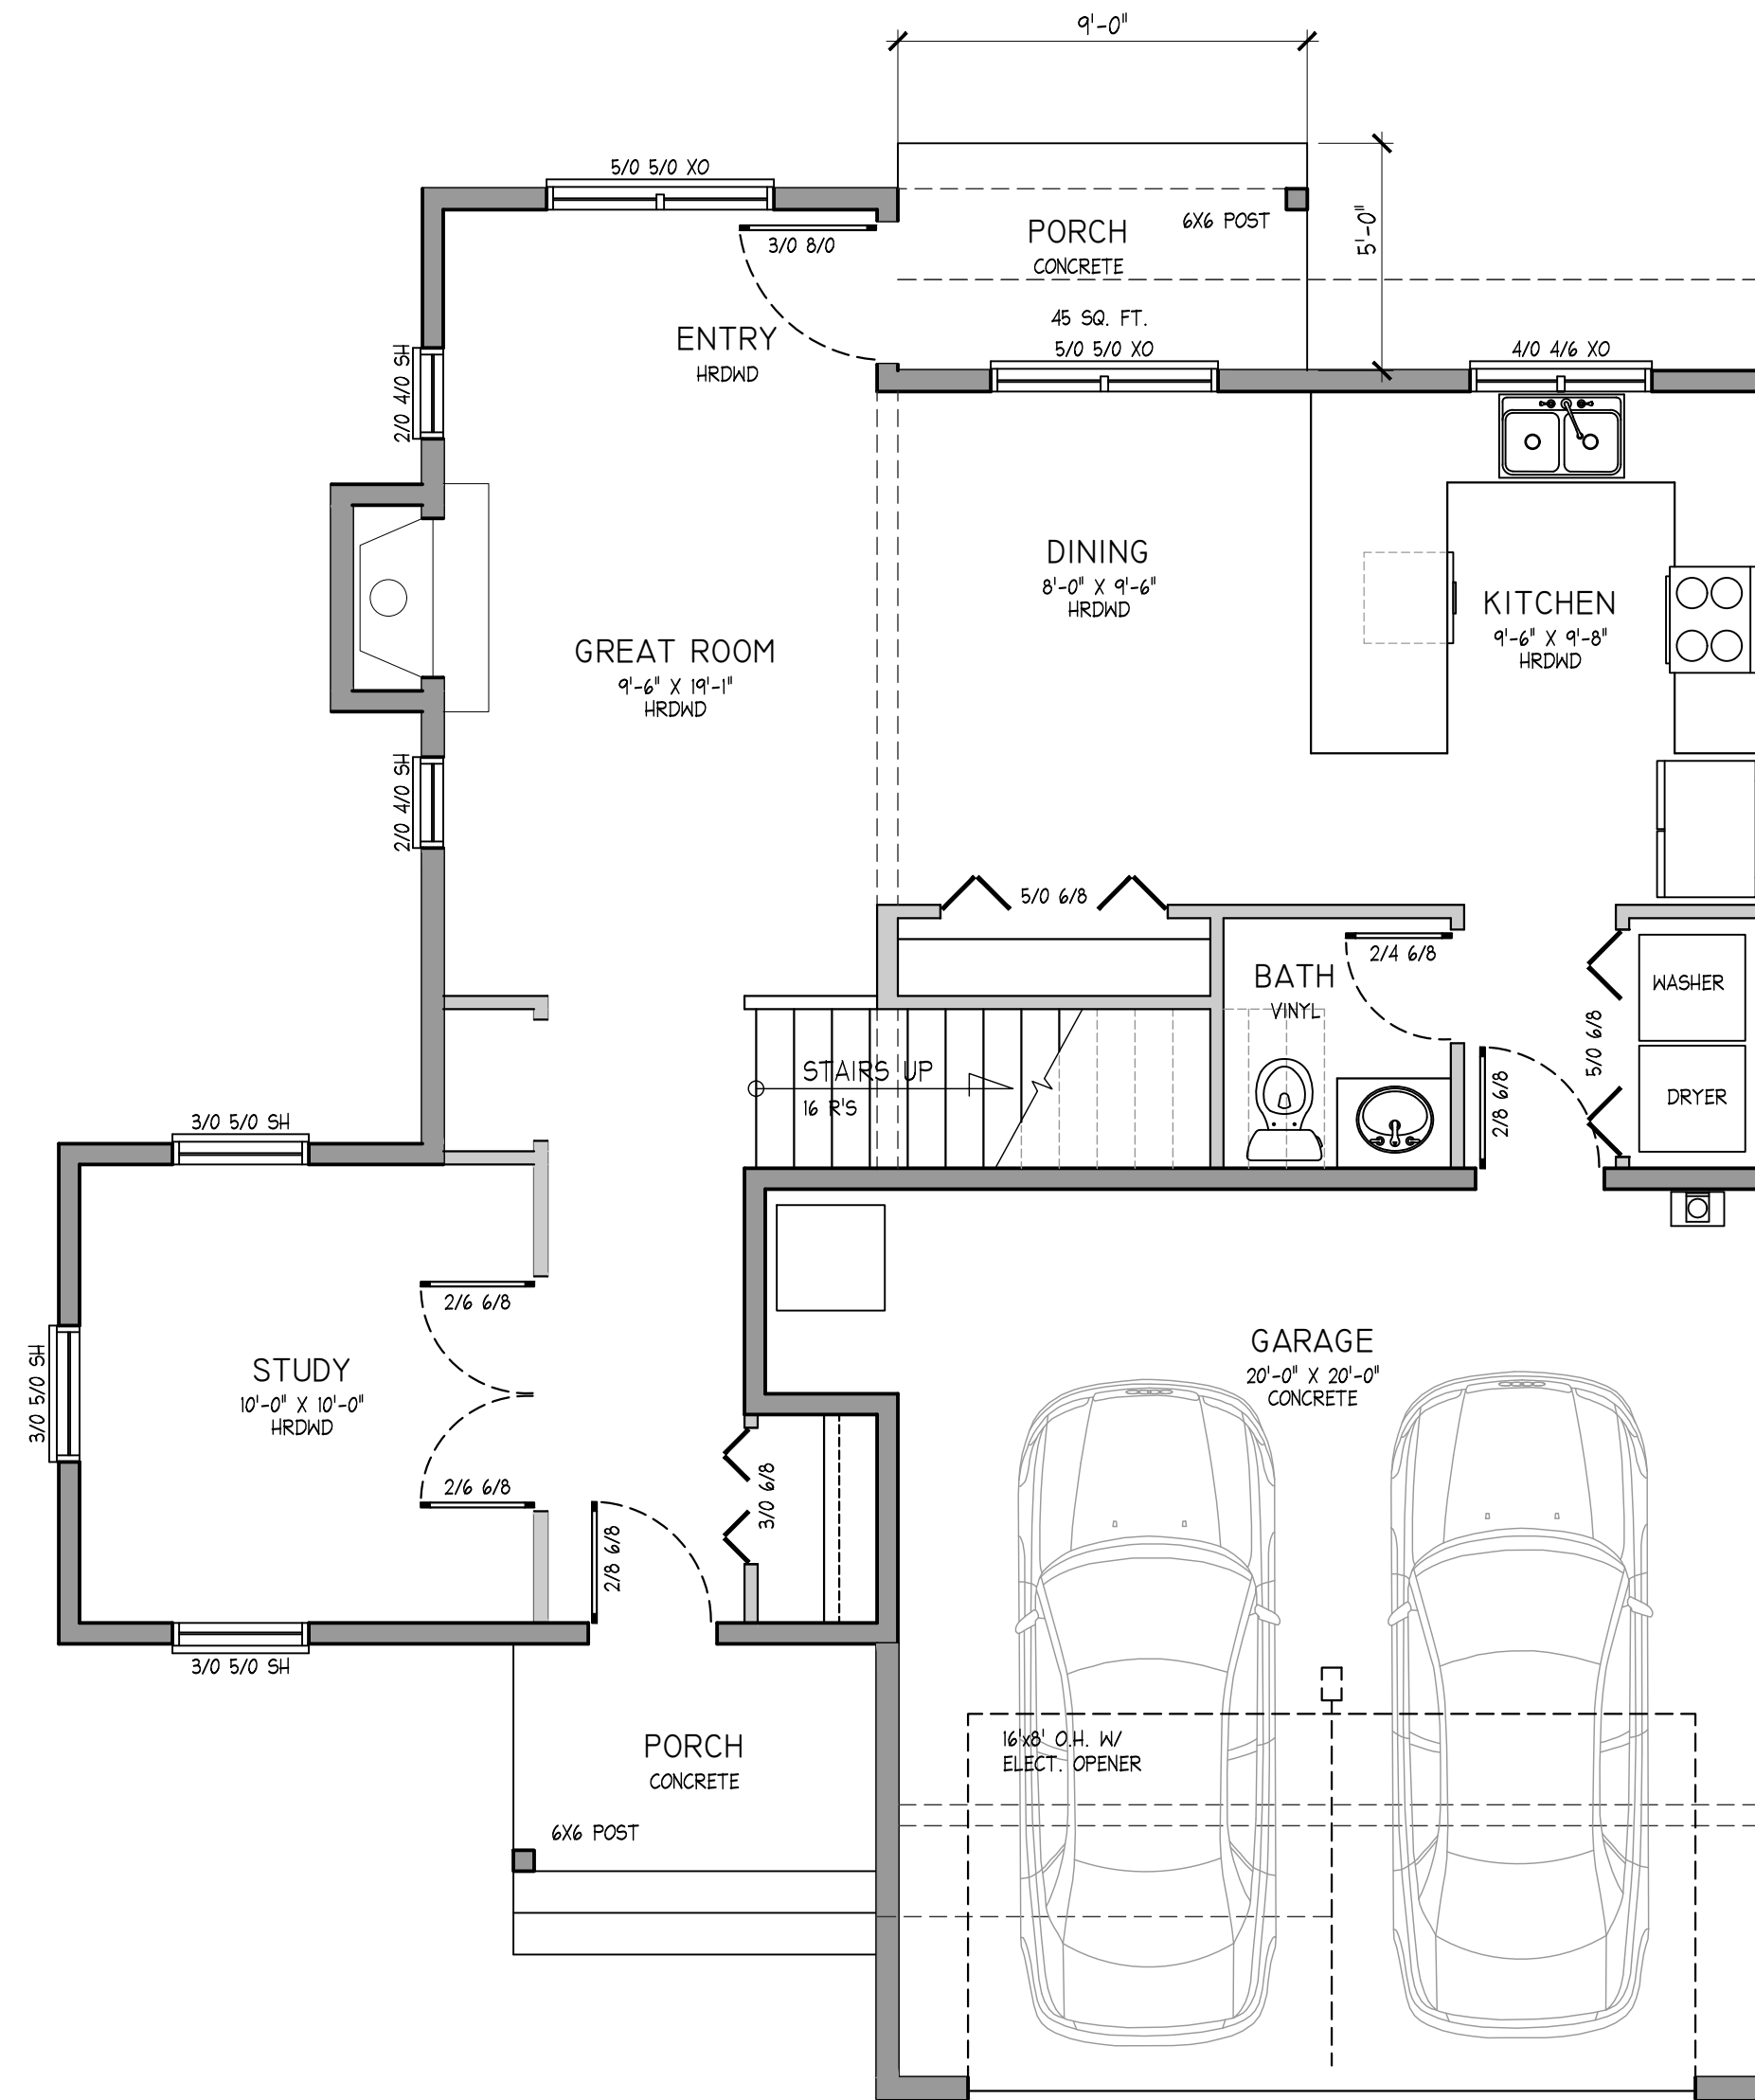 9'-0"
5/0 5/0 XO
PORCH
CONCRETE
6X6 POST
5'-0"
3/0 8/0
45 SQ. FT.
5/0 5/0 XO
4/0 4/6 XO
ENTRY
HRDWD
2/0 4/0 SH
DINING
8'-0" X 9'-6"
HRDWD
KITCHEN
9'-6" X 9'-8"
HRDWD
GREAT ROOM
9'-6" X 19'-1"
HRDWD
2/0 4/0 SH
5/0 6/8
2/4 6/8
BATH
VINYL
WASHER
5/0 6/8
STAIRS UP
16 R'S
2/8 6/8
DRYER
3/0 5/0 SH
2/6 6/8
GARAGE
20'-0" X 20'-0"
CONCRETE
3/0 5/0 SH
STUDY
10'-0" X 10'-0"
HRDWD
2/6 6/8
3/0 6/8
2/8 6/8
3/0 5/0 SH
PORCH
CONCRETE
16'x8' O.H. W/
ELECT. OPENER
6X6 POST